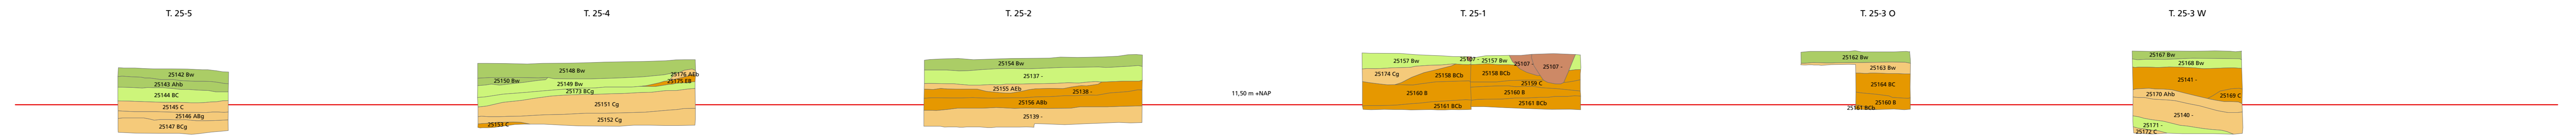 T. 25-5
T. 25-4
T. 25-2
T. 25-1
T. 25-3 O
T. 25-3 W
25142 Bw
25143 Ahb
25144 BC
25145 C
25146 ABg
25147 BCg
25148 Bw
25150 Bw
25149 Bw
25176 AEb
25175 EB
25173 BCg
25151 Cg
25152 Cg
25153 C
25154 Bw
25137 -
25155 AEb
25138 -
25156 ABb
25139 -
11,50 m +NAP
25157 Bw
25107 -
25157 Bw
25107 -
25107 -
25174 Cg
25158 BCb
25158 BCb
25159 C
25160 B
25160 B
25161 BCb
25161 BCb
25162 Bw
25163 Bw
25164 BC
25160 B
25161 BCb
25167 Bw
25168 Bw
25141 -
25170 Ahb
25169 C
25140 -
25171 -
25172 C